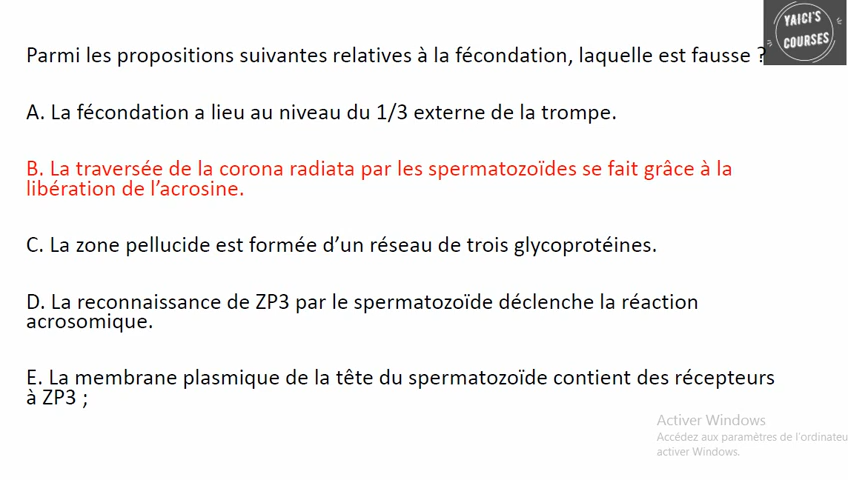 YAICI'S
COURSES
Parmi les propositions suivantes relatives à la fécondation, laquelle est fausse ?
A. La fécondation a lieu au niveau du 1/3 externe de la trompe.
B. La traversée de la corona radiata par les spermatozoïdes se fait grâce à la
libération de l’acrosine.
C. La zone pellucide est formée d’un réseau de trois glycoprotéines.
D. La reconnaissance de ZP3 par le spermatozoïde déclenche la réaction
acrosomique.
E. La membrane plasmique de la tête du spermatozoïde contient des récepteurs
à ZP3 ;
Activer Windows
Accédez aux paramètres de l'ordinateu
activer Windows.